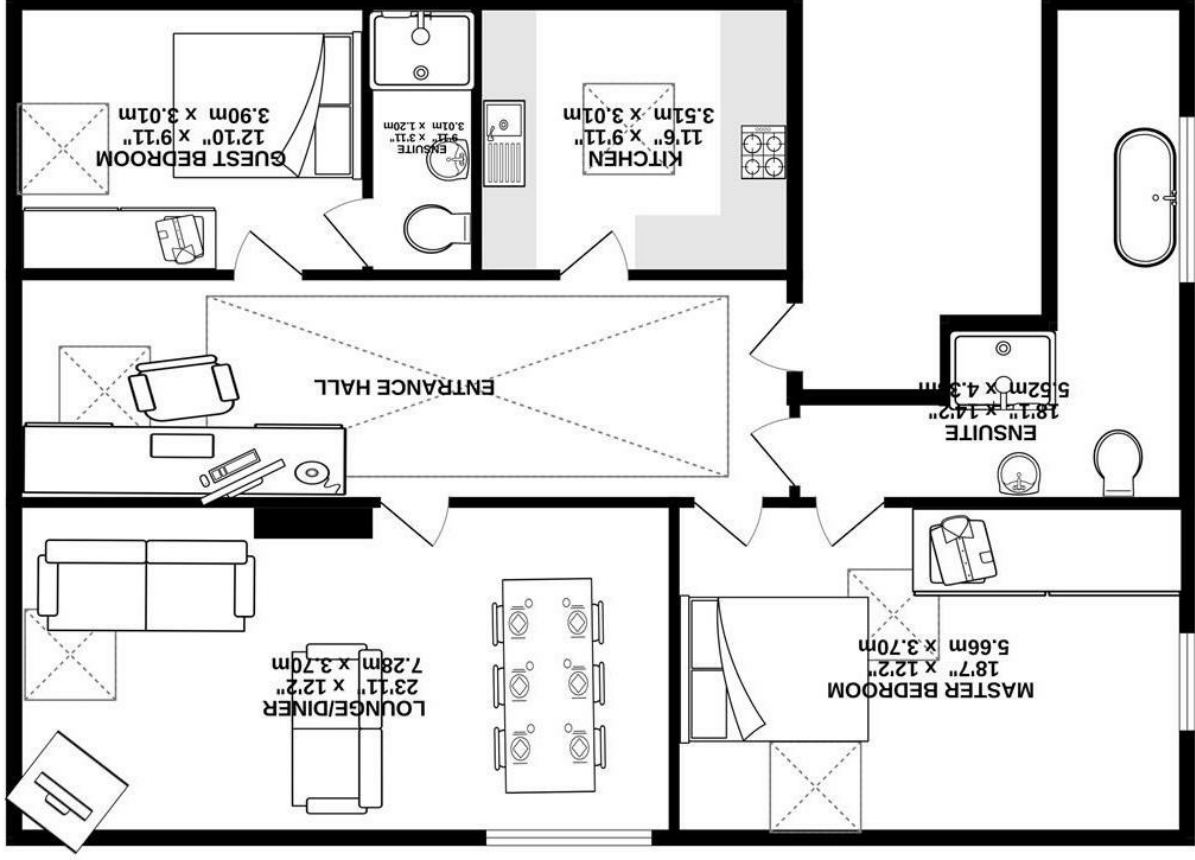 MASTER BEDROOM
18'7" x 12'2"
5.66m x 3.70m
LOUNGE/DINER
23'11" x 12'2"
7.28m x 3.70m
ENSUITE
18'1" x 14'2"
5.52m x
ENTRANCE HALL
KITCHEN
11'6" x 9'11"
3.51m x 3.01m
GUEST BEDROOM
12'10" x 9'11"
3.90m x 3.01m
ENSUITE
9'11" x 3'11"
3.01m x 1.20m